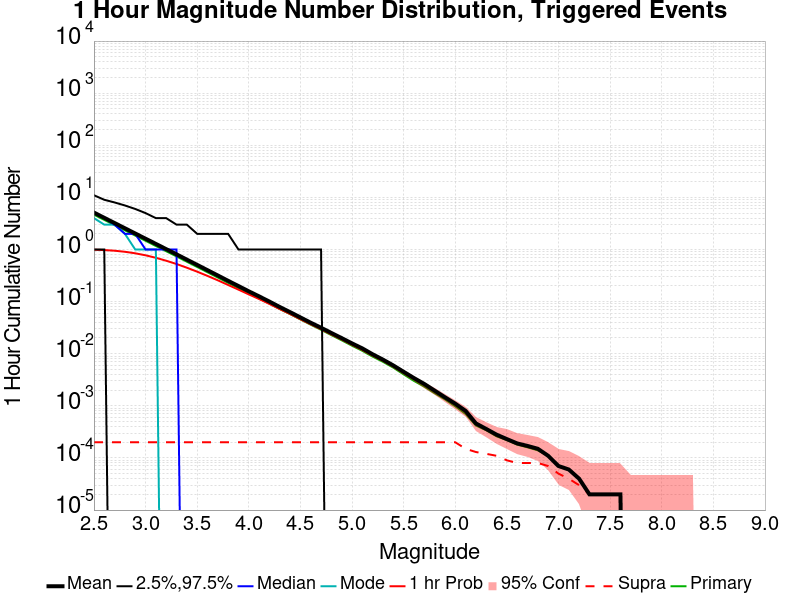 1 Hour Magnitude Number Distribution, Triggered Events
10^4
10^3
10^2
10^1
10^0
10^-1
10^-2
10^-3
10^-4
10^-5
1 Hour Cumulative Number
2.5 3.0 3.5 4.0 4.5 5.0 5.5 6.0 6.5 7.0 7.5 8.0 8.5 9.0
Magnitude
Mean 2.5%,97.5% Median Mode 1 hr Prob 95% Conf Supra Primary